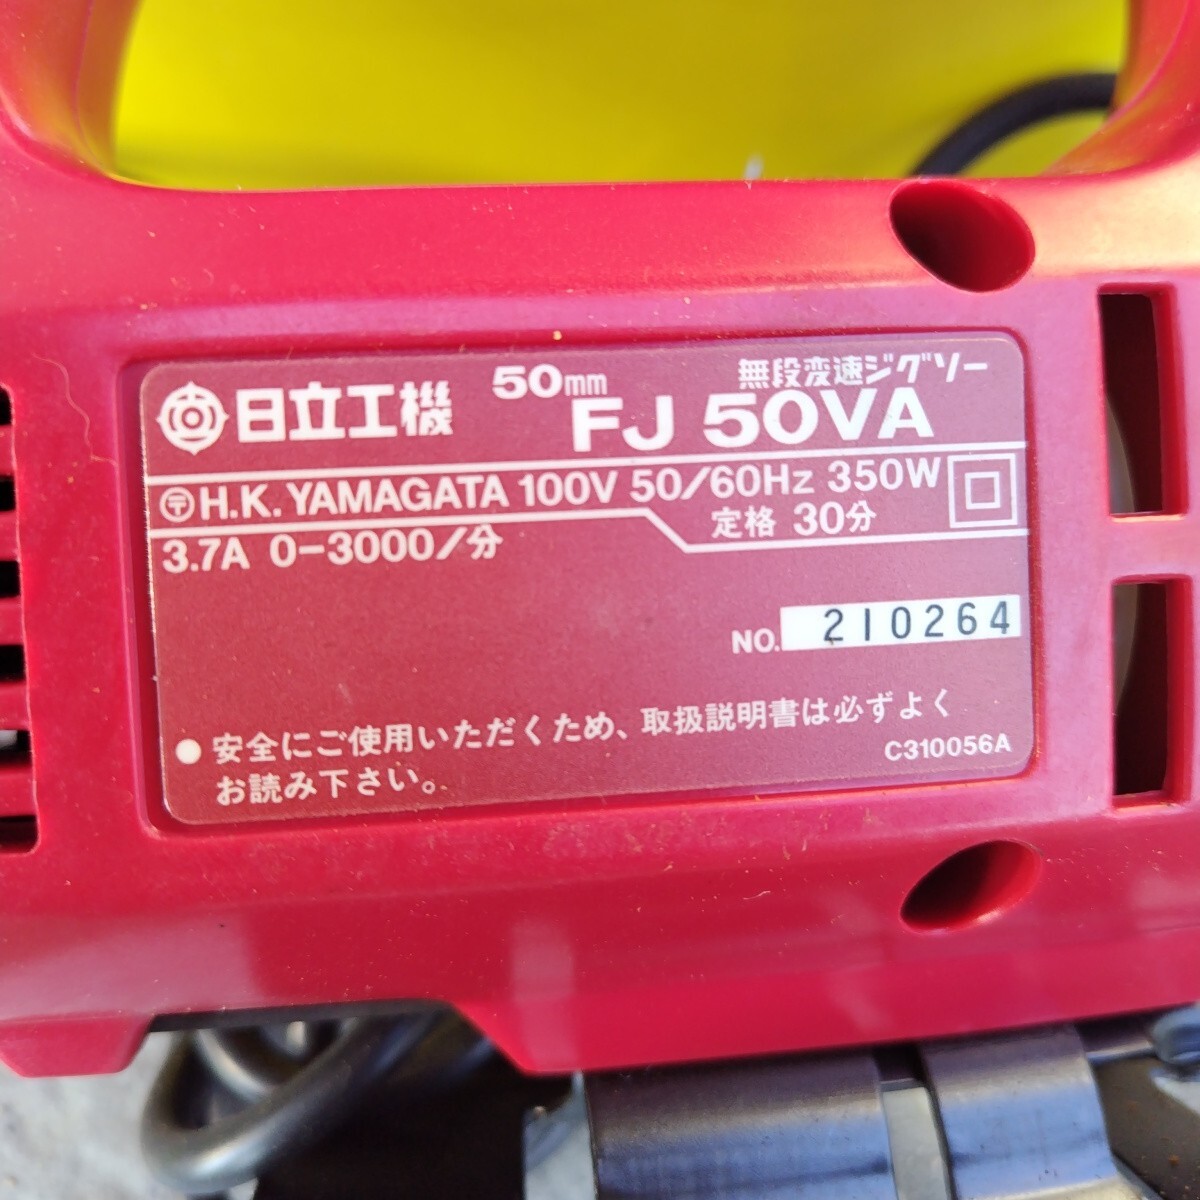 日立工機 50mm 無段変速ジグソー
FJ 50VA
〒 H.K. YAMAGATA 100V 50/60Hz 350W
定格 30分
3.7A 0-3000/分
NO. 210264
● 安全にご使用いただくため、取扱説明書は必ずよく
お読み下さい。
C310056A